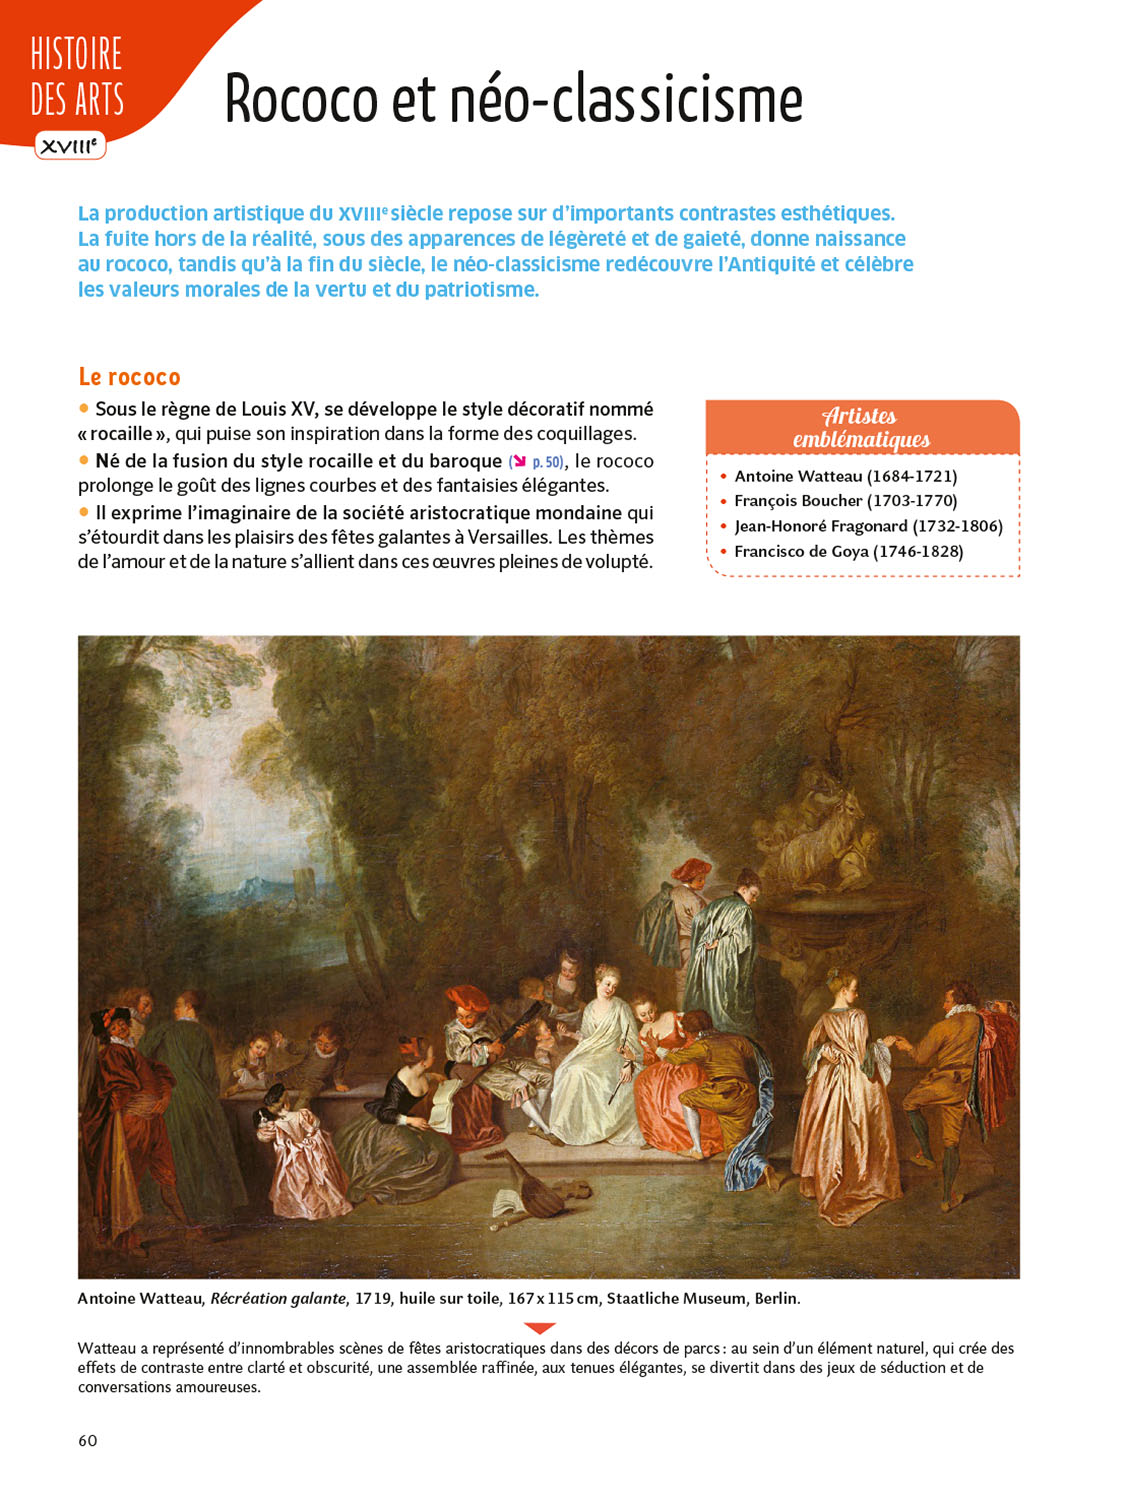 HISTOIRE
DES ARTS
XVIIIe
Rococo et néo-classicisme
La production artistique du XVIIIe siècle repose sur d'importants contrastes esthétiques.
La fuite hors de la réalité, sous des apparences de légèreté et de gaieté, donne naissance
au rococo, tandis qu'à la fin du siècle, le néo-classicisme redécouvre l'Antiquité et célèbre
les valeurs morales de la vertu et du patriotisme.
Le rococo
• Sous le règne de Louis XV, se développe le style décoratif nommé
« rocaille », qui puise son inspiration dans la forme des coquillages.
• Né de la fusion du style rocaille et du baroque (↘ p. 50), le rococo
prolonge le goût des lignes courbes et des fantaisies élégantes.
• Il exprime l'imaginaire de la société aristocratique mondaine qui
s'étourdit dans les plaisirs des fêtes galantes à Versailles. Les thèmes
de l'amour et de la nature s'allient dans ces œuvres pleines de volupté.
Artistes
emblématiques
• Antoine Watteau (1684-1721)
• François Boucher (1703-1770)
• Jean-Honoré Fragonard (1732-1806)
• Francisco de Goya (1746-1828)
Antoine Watteau, Récréation galante, 1719, huile sur toile, 167 x 115 cm, Staatliche Museum, Berlin.
Watteau a représenté d'innombrables scènes de fêtes aristocratiques dans des décors de parcs : au sein d'un élément naturel, qui crée des
effets de contraste entre clarté et obscurité, une assemblée raffinée, aux tenues élégantes, se divertit dans des jeux de séduction et de
conversations amoureuses.
60